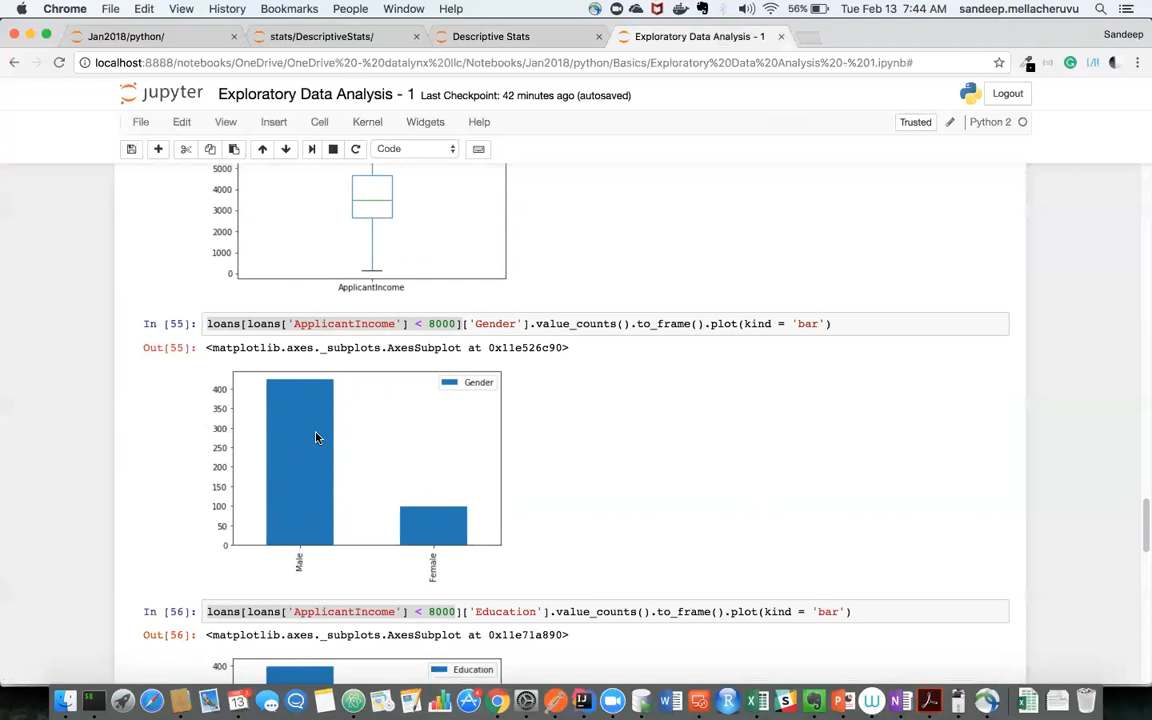 Chrome File Edit View History Bookmarks People Window Help 56% Tue Feb 13 7:44 AM sandeep.mellacheruvu
Jan2018/python/ × stats/DescriptiveStats/ × Descriptive Stats × Exploratory Data Analysis - 1 × Sandeep
localhost:8888/notebooks/OneDrive/OneDrive%20-%20datalynx%20llc/Notebooks/Jan2018/python/Basics/Exploratory%20Data%20Analysis%20-%201.ipynb#
jupyter Exploratory Data Analysis - 1 Last Checkpoint: 42 minutes ago (autosaved) Logout
File Edit View Insert Cell Kernel Widgets Help Trusted Python 2
Code
5000
4000
3000
2000
1000
0
ApplicantIncome
In [55]: loans[loans['ApplicantIncome'] < 8000]['Gender'].value_counts().to_frame().plot(kind = 'bar')
Out[55]: <matplotlib.axes._subplots.AxesSubplot at 0x11e526c90>
Gender
400
350
300
250
200
150
100
50
0
Male Female
In [56]: loans[loans['ApplicantIncome'] < 8000]['Education'].value_counts().to_frame().plot(kind = 'bar')
Out[56]: <matplotlib.axes._subplots.AxesSubplot at 0x11e71a890>
400 Education